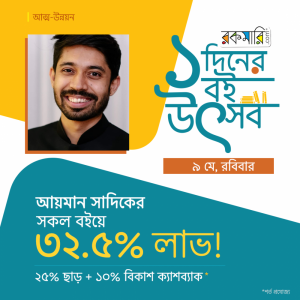 আত্ম-উন্নয়ন
রকমারি.com
১ দিনের
বই
উৎসব
৯ মে, রবিবার
আয়মান সাদিকের
সকল বইয়ে
৩২.৫% লাভ!
২৫% ছাড় + ১০% বিকাশ ক্যাশব্যাক*
*শর্ত প্রযোজ্য